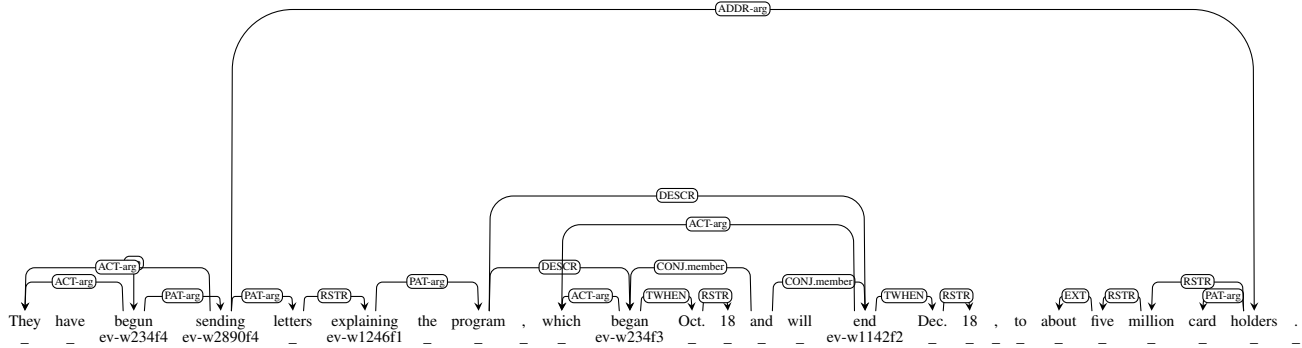 ADDR-arg
DESCR
ACT-arg
ACT-arg DESCR CONJ.member
ACT-arg PAT-arg CONJ.member RSTR
PAT-arg PAT-arg RSTR ACT-arg TWHEN RSTR TWHEN RSTR EXT RSTR PAT-arg
They have begun sending letters explaining the program , which began Oct. 18 and will end Dec. 18 , to about five million card holders .
_ _ ev-w234f4 ev-w2890f4 _ ev-w1246f1 _ _ _ _ ev-w234f3 _ _ _ _ ev-w1142f2 _ _ _ _ _ _ _ _ _ _